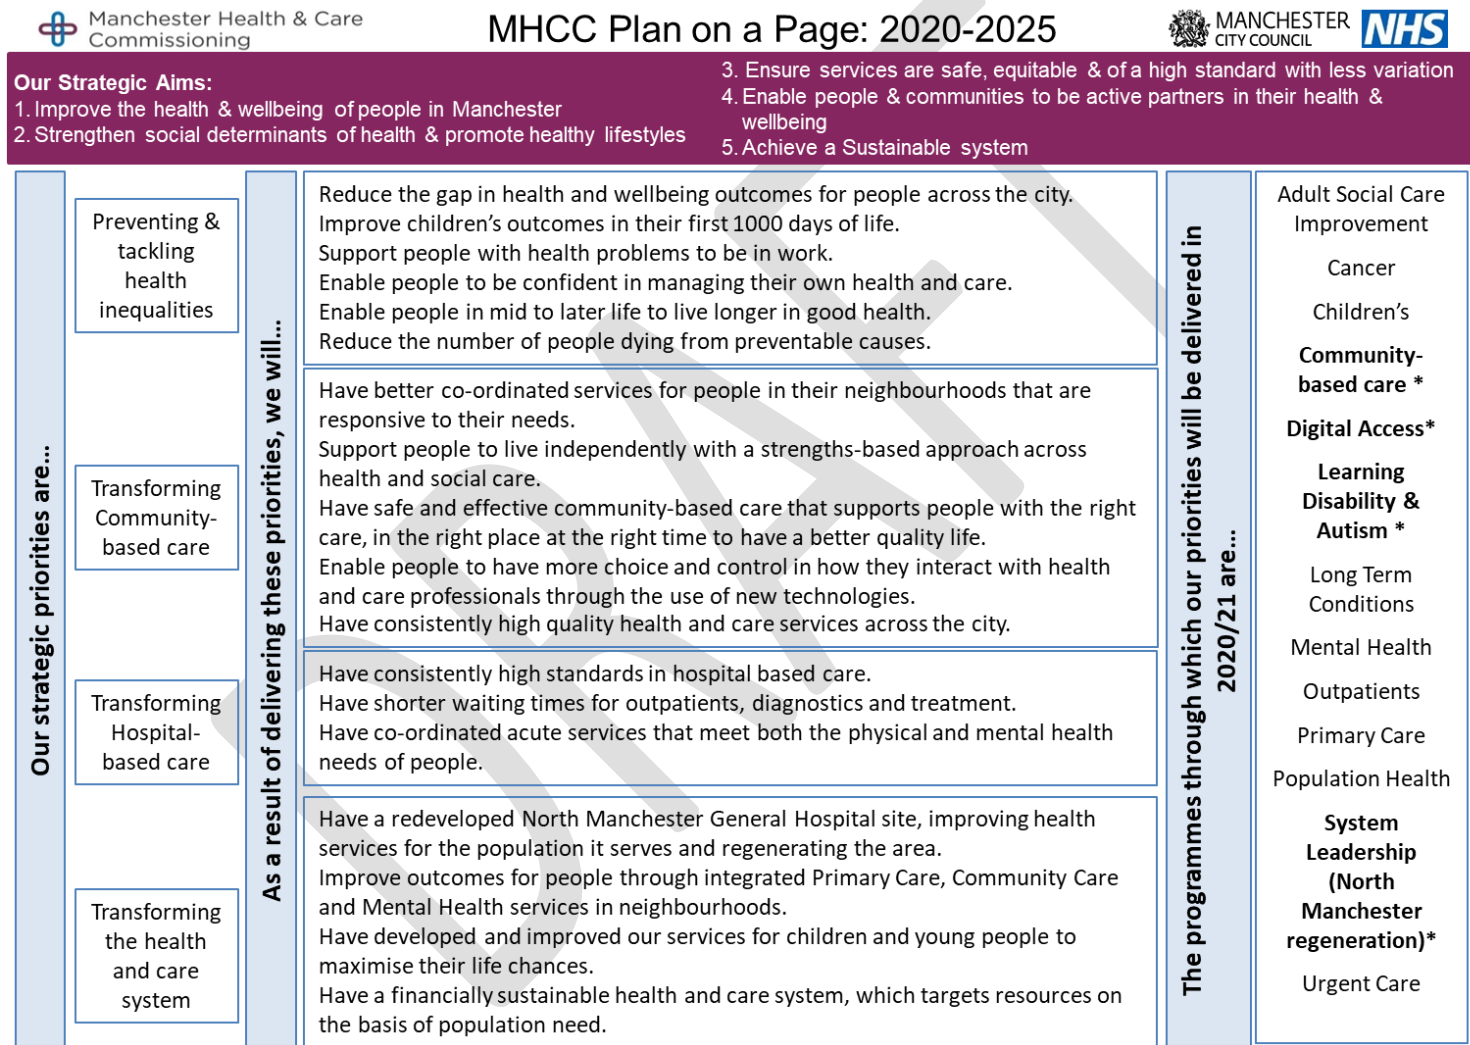 Manchester Health & Care
Commissioning
MHCC Plan on a Page: 2020-2025
MANCHESTER
CITY COUNCIL
NHS
Our Strategic Aims:
1. Improve the health & wellbeing of people in Manchester
2. Strengthen social determinants of health & promote healthy lifestyles
3. Ensure services are safe, equitable & of a high standard with less variation
4. Enable people & communities to be active partners in their health &
wellbeing
5. Achieve a Sustainable system
Our strategic priorities are...
Preventing &
tackling
health
inequalities
Transforming
Community-
based care
Transforming
Hospital-
based care
Transforming
the health
and care
system
As a result of delivering these priorities, we will...
Reduce the gap in health and wellbeing outcomes for people across the city.
Improve children’s outcomes in their first 1000 days of life.
Support people with health problems to be in work.
Enable people to be confident in managing their own health and care.
Enable people in mid to later life to live longer in good health.
Reduce the number of people dying from preventable causes.
Have better co-ordinated services for people in their neighbourhoods that are
responsive to their needs.
Support people to live independently with a strengths-based approach across
health and social care.
Have safe and effective community-based care that supports people with the right
care, in the right place at the right time to have a better quality life.
Enable people to have more choice and control in how they interact with health
and care professionals through the use of new technologies.
Have consistently high quality health and care services across the city.
Have consistently high standards in hospital based care.
Have shorter waiting times for outpatients, diagnostics and treatment.
Have co-ordinated acute services that meet both the physical and mental health
needs of people.
Have a redeveloped North Manchester General Hospital site, improving health
services for the population it serves and regenerating the area.
Improve outcomes for people through integrated Primary Care, Community Care
and Mental Health services in neighbourhoods.
Have developed and improved our services for children and young people to
maximise their life chances.
Have a financially sustainable health and care system, which targets resources on
the basis of population need.
The programmes through which our priorities will be delivered in
2020/21 are...
Adult Social Care
Improvement
Cancer
Children’s
Community-
based care *
Digital Access*
Learning
Disability &
Autism *
Long Term
Conditions
Mental Health
Outpatients
Primary Care
Population Health
System
Leadership
(North
Manchester
regeneration)*
Urgent Care
DRAFT